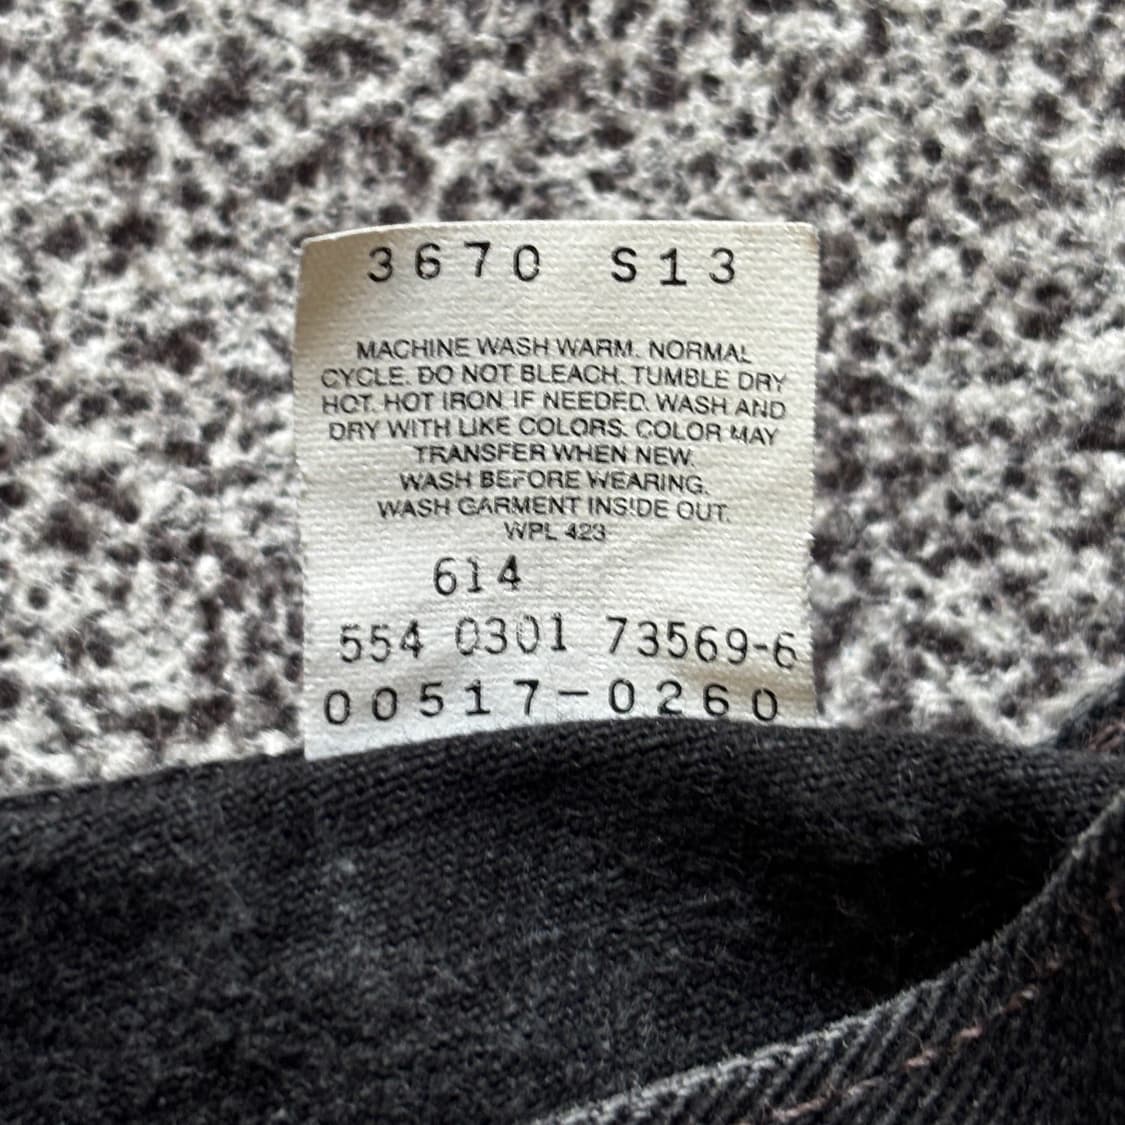 3670 S13
MACHINE WASH WARM. NORMAL
CYCLE. DO NOT BLEACH. TUMBLE DRY
HOT. HOT IRON IF NEEDED. WASH AND
DRY WITH LIKE COLORS. COLOR MAY
TRANSFER WHEN NEW.
WASH BEFORE WEARING.
WASH GARMENT INSIDE OUT.
WPL 423
614
554 0301 73569-6
00517-0260